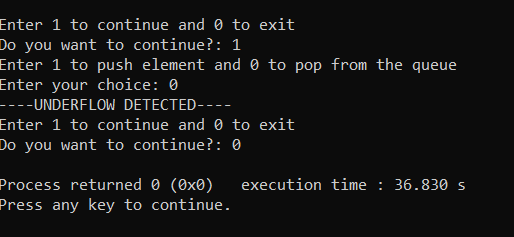 Enter 1 to continue and 0 to exit
Do you want to continue?: 1
Enter 1 to push element and 0 to pop from the queue
Enter your choice: 0
----UNDERFLOW DETECTED----
Enter 1 to continue and 0 to exit
Do you want to continue?: 0
Process returned 0 (0x0)   execution time : 36.830 s
Press any key to continue.